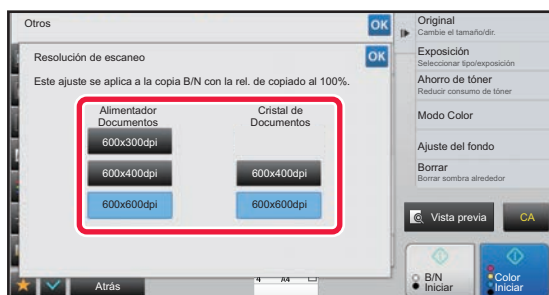 Otros
OK
Resolución de escaneo
OK
Este ajuste se aplica a la copia B/N con la rel. de copiado al 100%.
Alimentador
Documentos
Cristal de
Documentos
600x300dpi
600x400dpi
600x400dpi
600x600dpi
600x600dpi
Atrás
A4
Original
Cambie el tamaño/dir.
Exposición
Seleccionar tipo/exposición
Ahorro de tóner
Reducir consumo de tóner
Modo Color
Ajuste del fondo
Borrar
Borrar sombra alrededor
Vista previa
CA
B/N
Iniciar
Color
Iniciar